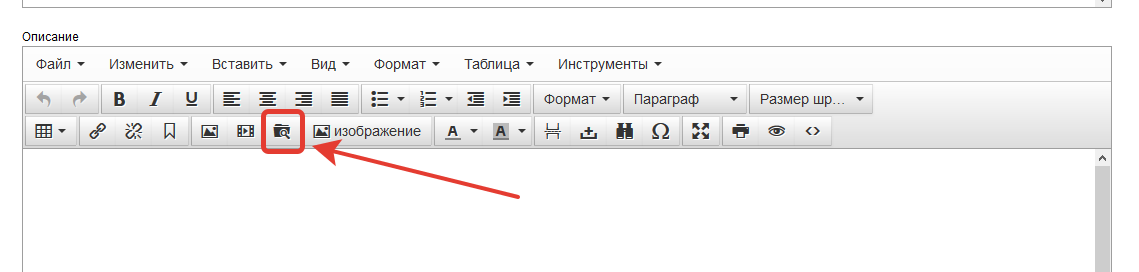 Описание
Файл Изменить Вставить Вид Формат Таблица Инструменты
B I U Формат Параграф Размер шр...
изображение A A Ω